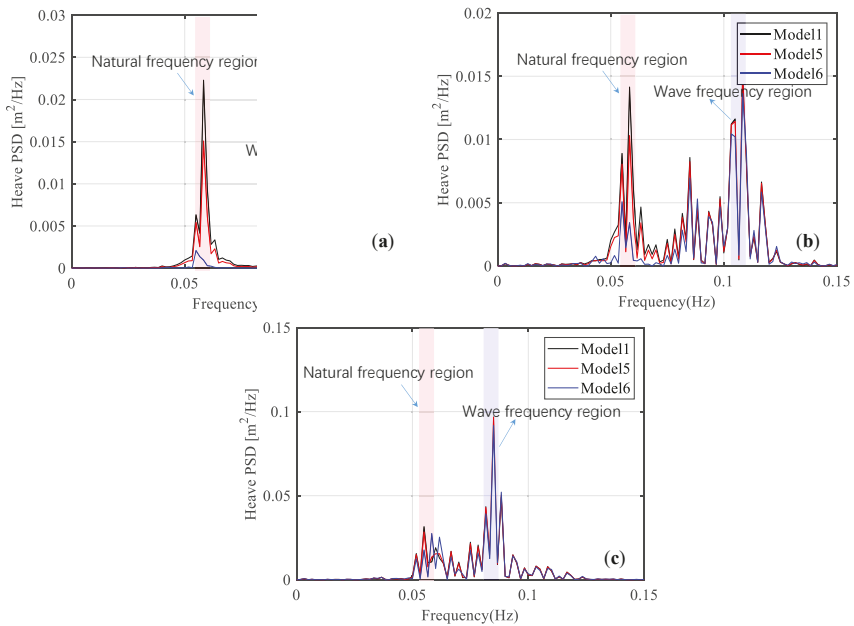 0.03
0.025
0.02
0.015
0.01
0.005
0
Heave PSD [m²/Hz]
Natural frequency region
W
(a)
0
0.05
Frequency
0.02
0.015
0.01
0.005
0
Heave PSD [m²/Hz]
Model1
Model5
Model6
Natural frequency region
Wave frequency region
(b)
0
0.05
0.1
0.15
Frequency(Hz)
0.15
0.1
0.05
0
Heave PSD [m²/Hz]
Model1
Model5
Model6
Natural frequency region
Wave frequency region
(c)
0
0.05
0.1
0.15
Frequency(Hz)